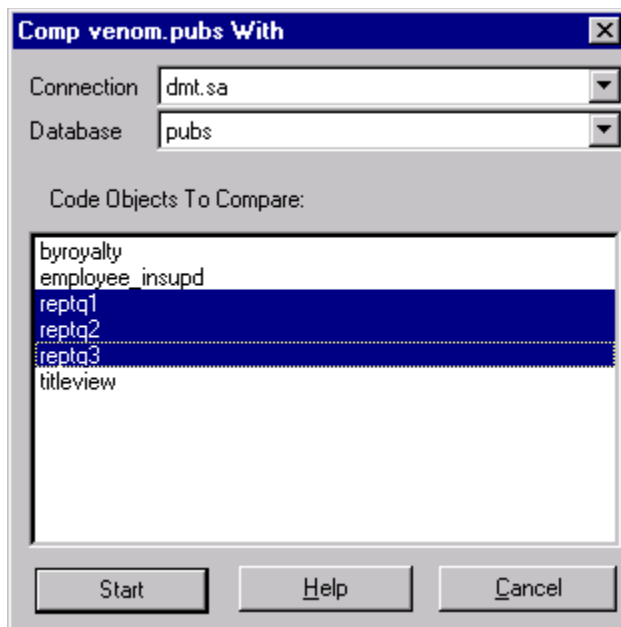 Comp venom.pubs With
Connection dmt.sa
Database pubs
Code Objects To Compare:
byroyalty
employee_insupd
reptq1
reptq2
reptq3
titleview
Start Help Cancel